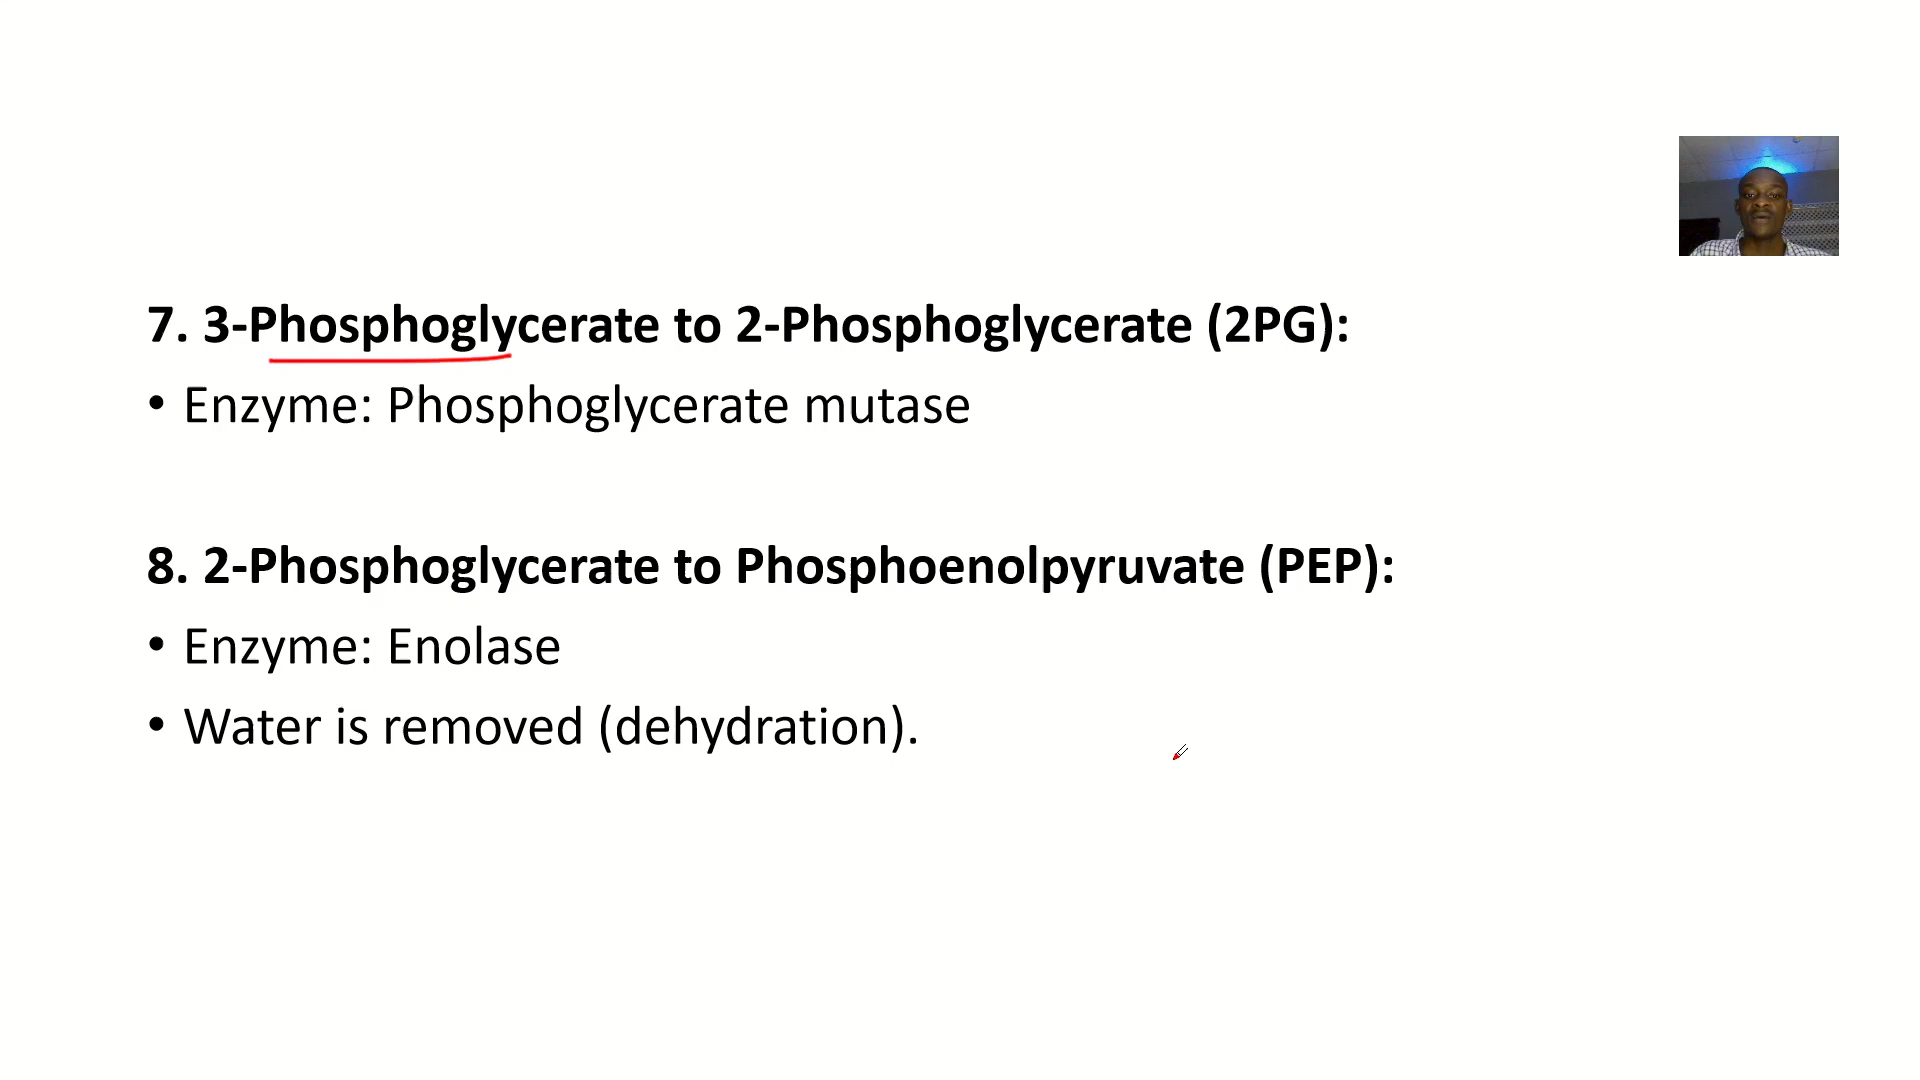 7. 3-Phosphoglycerate to 2-Phosphoglycerate (2PG):
• Enzyme: Phosphoglycerate mutase
8. 2-Phosphoglycerate to Phosphoenolpyruvate (PEP):
• Enzyme: Enolase
• Water is removed (dehydration).